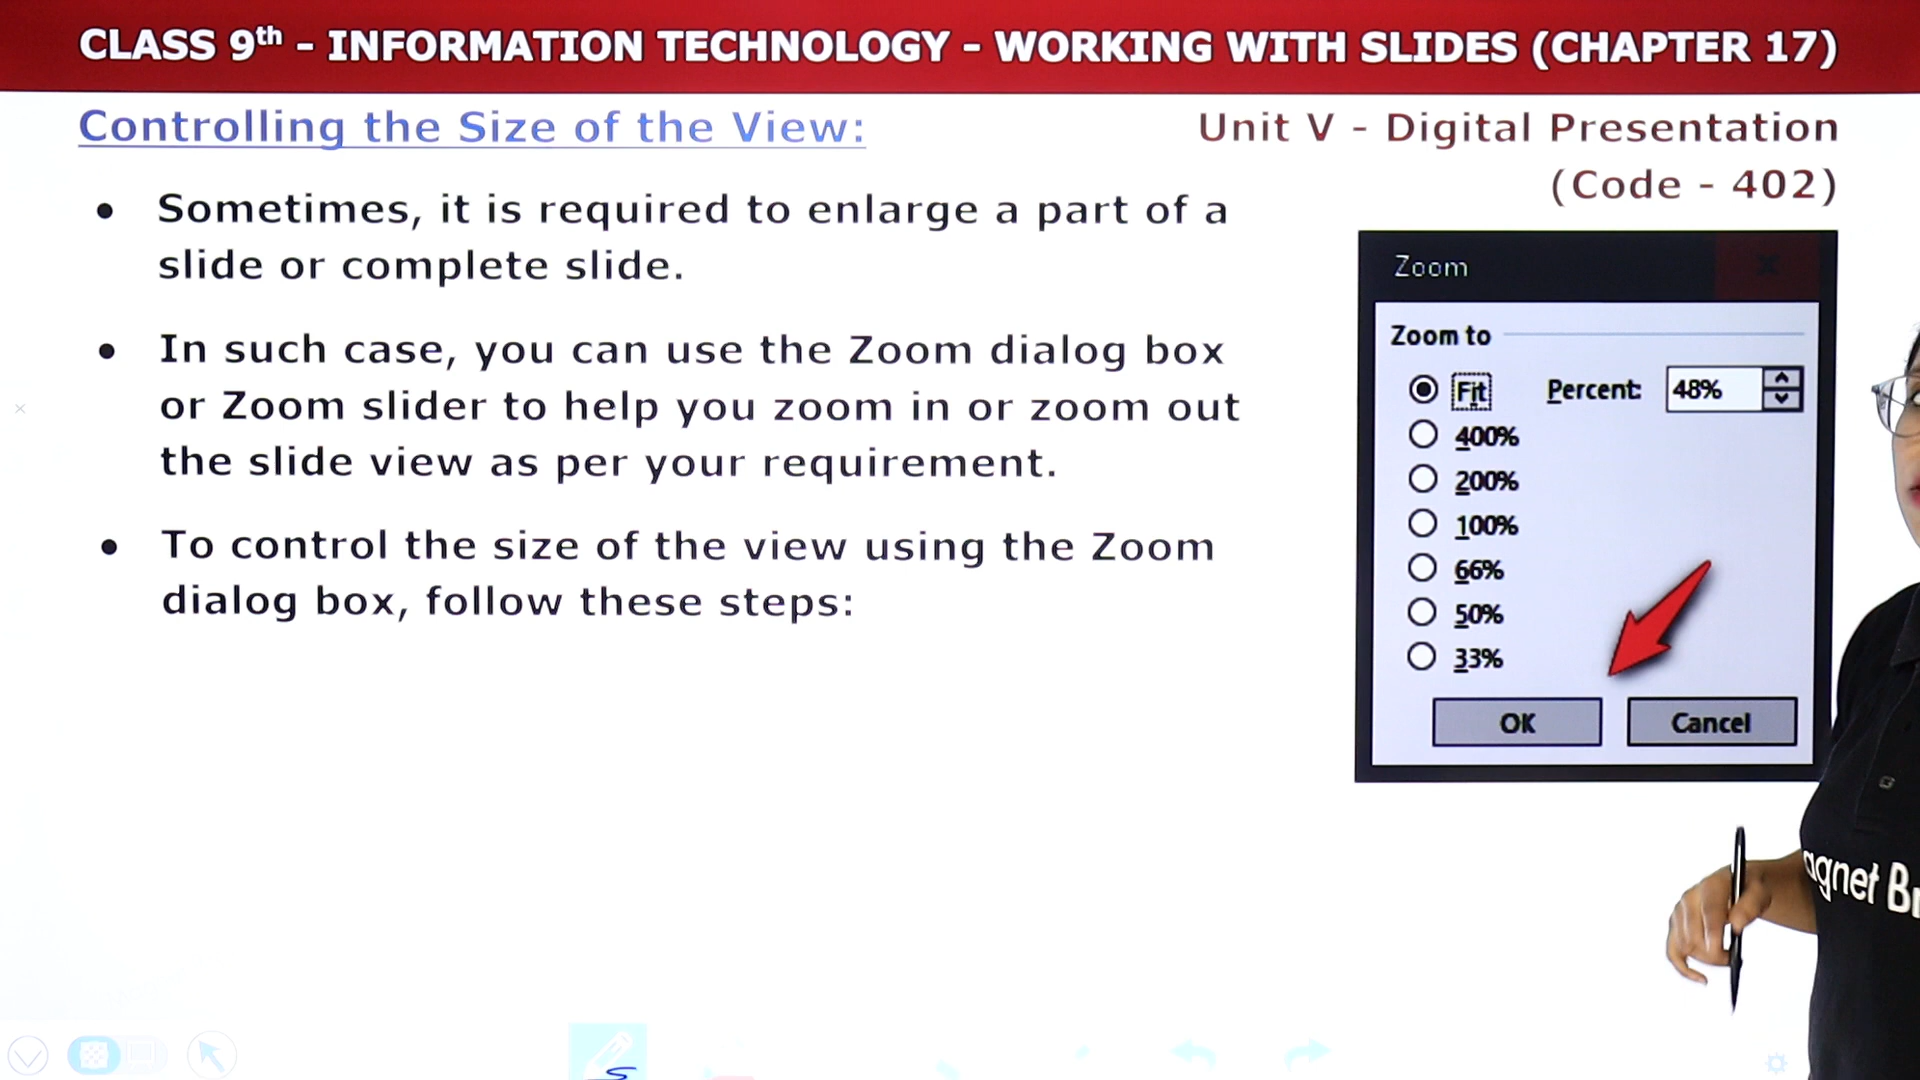 CLASS 9th - INFORMATION TECHNOLOGY - WORKING WITH SLIDES (CHAPTER 17)
Controlling the Size of the View:
Unit V - Digital Presentation
(Code - 402)
• Sometimes, it is required to enlarge a part of a
slide or complete slide.
• In such case, you can use the Zoom dialog box
or Zoom slider to help you zoom in or zoom out
the slide view as per your requirement.
• To control the size of the view using the Zoom
dialog box, follow these steps:
Zoom
Zoom to
Fit Percent: 48%
400%
200%
100%
66%
50%
33%
OK Cancel
agnet Br